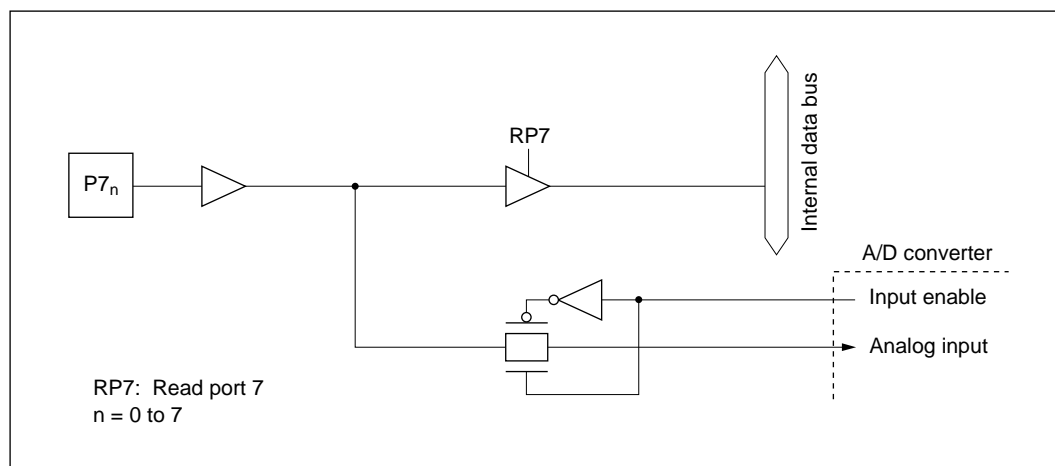 RP7
P7n
Internal data bus
A/D converter
Input enable
Analog input
RP7: Read port 7
n = 0 to 7